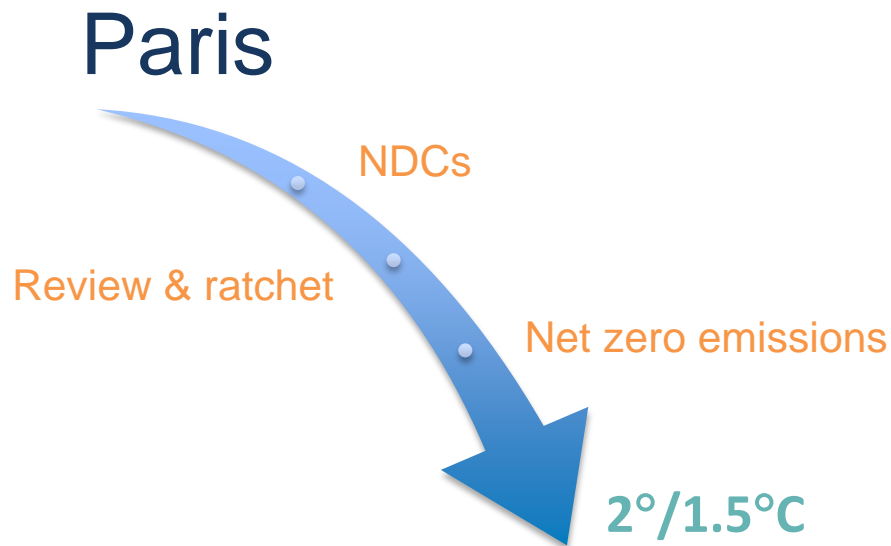 Paris
NDCs
Review & ratchet
Net zero emissions
2°/1.5°C